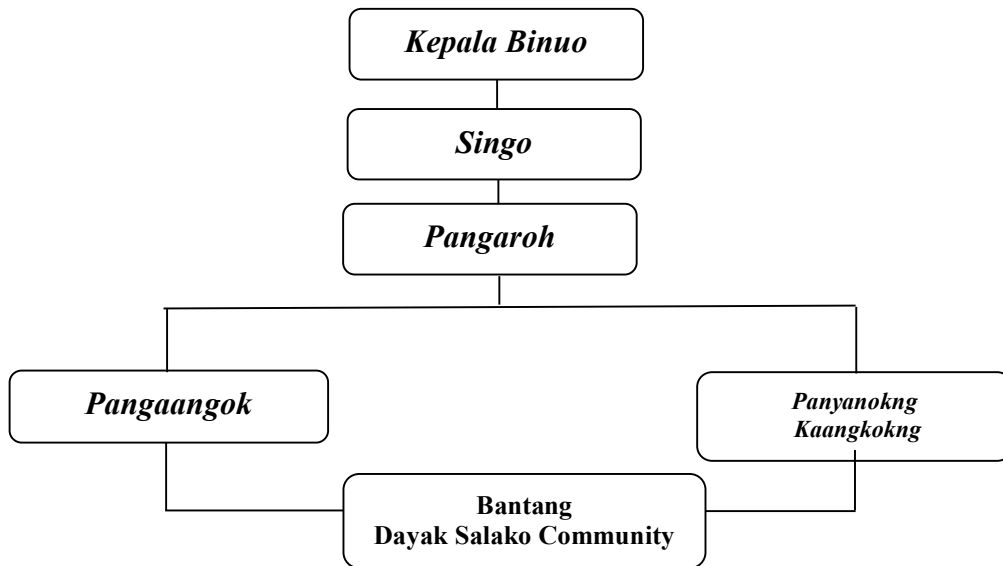 Kepala Binuo
Singo
Pangaroh
Pangaangok
Panyanokng
Kaangkokng
Bantang
Dayak Salako Community